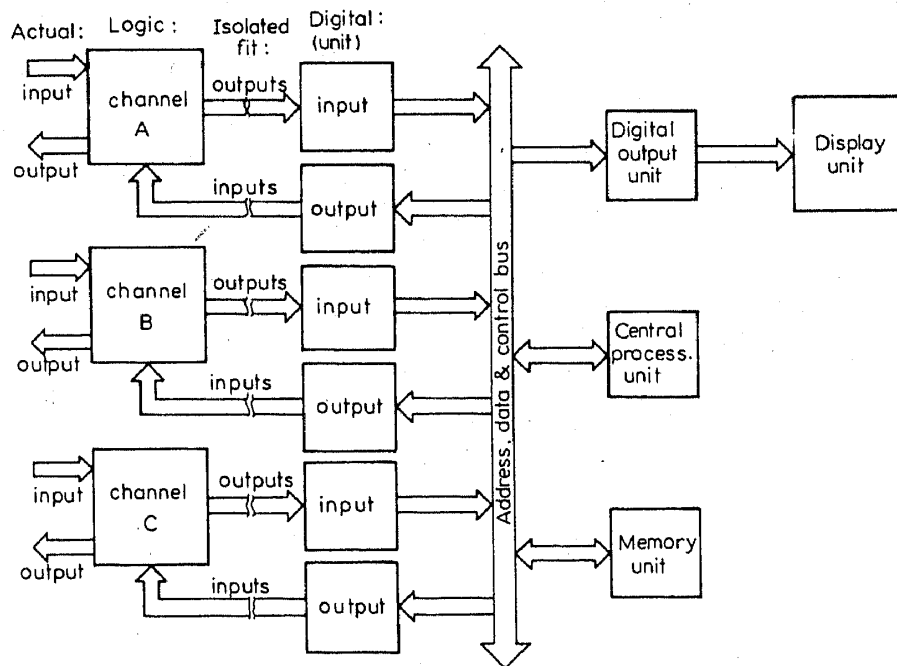 Actual:
Logic:
Isolated
fit:
Digital:
(unit)
input
output
channel
A
outputs
inputs
input
output
input
output
channel
B
outputs
inputs
input
output
input
output
channel
C
outputs
inputs
input
output
Address, data & control bus
Digital
output
unit
Display
unit
Central
process.
unit
Memory
unit